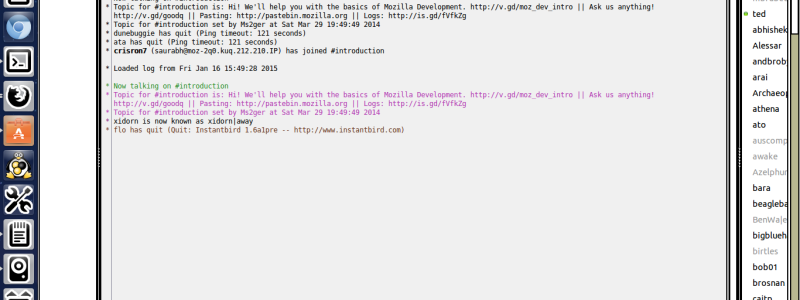 * Topic for #introduction is: Hi! We'll help you with the basics of Mozilla Development. http://v.gd/moz_dev_intro || Ask us anything!
http://v.gd/goodq || Pasting: http://pastebin.mozilla.org || Logs: http://is.gd/fVfkZg
* Topic for #introduction set by Ms2ger at Sat Mar 29 19:49:49 2014
* dunebuggie has quit (Ping timeout: 121 seconds)
* ata has quit (Ping timeout: 121 seconds)
* crisron7 (saurabh@moz-2q0.kuq.212.210.IP) has joined #introduction
* Loaded log from Fri Jan 16 15:49:28 2015
* Now talking on #introduction
* Topic for #introduction is: Hi! We'll help you with the basics of Mozilla Development. http://v.gd/moz_dev_intro || Ask us anything!
http://v.gd/goodq || Pasting: http://pastebin.mozilla.org || Logs: http://is.gd/fVfkZg
* Topic for #introduction set by Ms2ger at Sat Mar 29 19:49:49 2014
* xidorn is now known as xidorn|away
* flo has quit (Quit: Instantbird 1.6a1pre -- http://www.instantbird.com)
ted
abhishek
Alessar
andbrob
arai
Archaeop
athena
ato
auscomp
awake
Azelphur
bara
beagleba
BenWa|e
bigblueh
birtles
bob01
brosnan